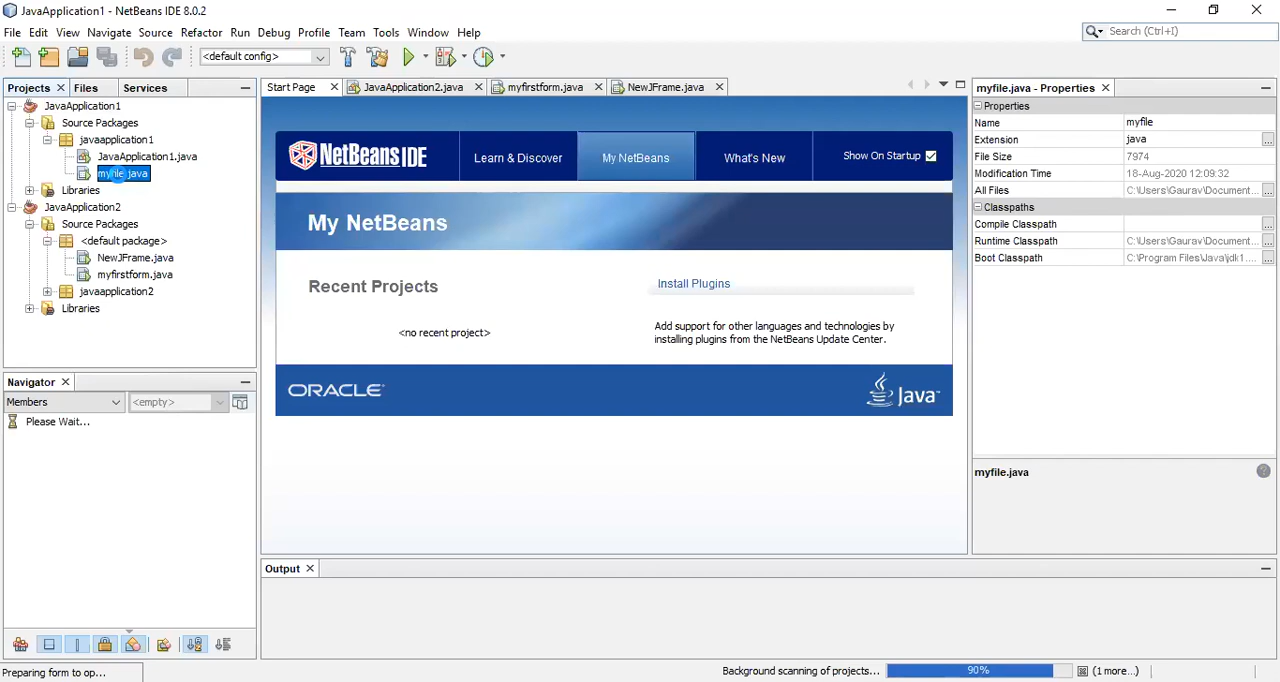 JavaApplication1 - NetBeans IDE 8.0.2
File Edit View Navigate Source Refactor Run Debug Profile Team Tools Window Help
Search (Ctrl+I)
<default config>
Projects Files Services
JavaApplication1
Source Packages
javaapplication1
JavaApplication1.java
myfile.java
Libraries
JavaApplication2
Source Packages
<default package>
NewJFrame.java
myfirstform.java
javaapplication2
Libraries
Navigator
Members <empty>
Please Wait...
Preparing form to op...
Start Page JavaApplication2.java myfirstform.java NewJFrame.java
NetBeans IDE Learn & Discover My NetBeans What's New Show On Startup
My NetBeans
Recent Projects
<no recent project>
Install Plugins
Add support for other languages and technologies by
installing plugins from the NetBeans Update Center.
ORACLE Java
Output
Background scanning of projects... 90% (1 more...)
myfile.java - Properties
Properties
Name myfile
Extension java
File Size 7974
Modification Time 18-Aug-2020 12:09:32
All Files C:\Users\Gaurav\Document...
Classpaths
Compile Classpath
Runtime Classpath C:\Users\Gaurav\Document...
Boot Classpath C:\Program Files\Java\jdk1....
myfile.java